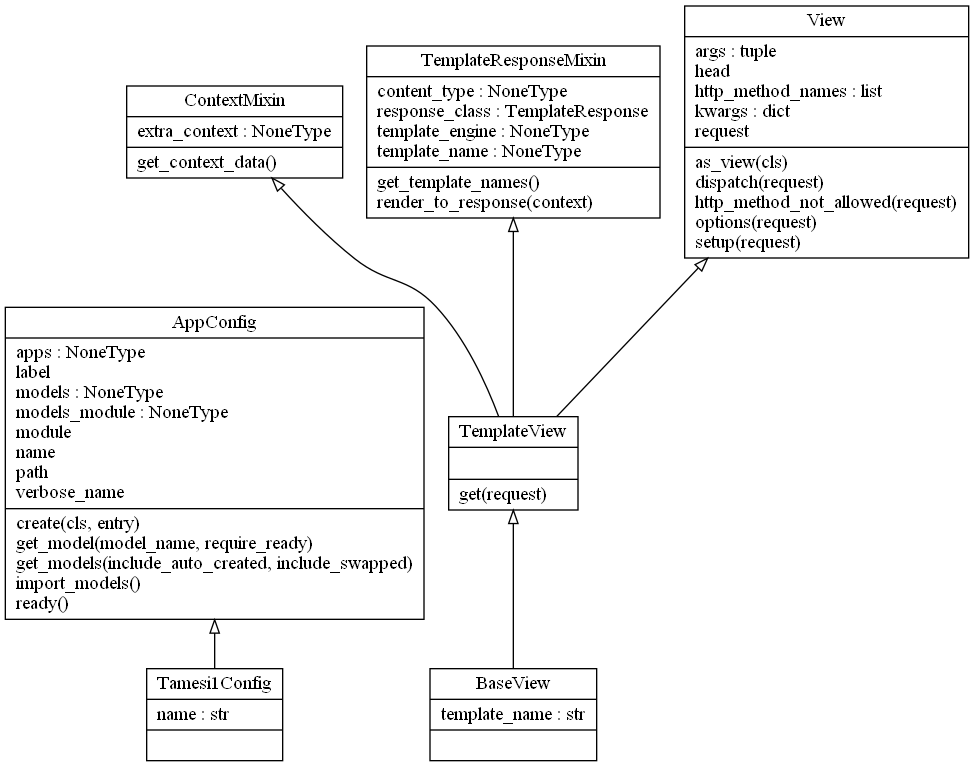 View
args : tuple
head
http_method_names : list
kwargs : dict
request
as_view(cls)
dispatch(request)
http_method_not_allowed(request)
options(request)
setup(request)
TemplateResponseMixin
content_type : NoneType
response_class : TemplateResponse
template_engine : NoneType
template_name : NoneType
get_template_names()
render_to_response(context)
ContextMixin
extra_context : NoneType
get_context_data()
AppConfig
apps : NoneType
label
models : NoneType
models_module : NoneType
module
name
path
verbose_name
create(cls, entry)
get_model(model_name, require_ready)
get_models(include_auto_created, include_swapped)
import_models()
ready()
TemplateView
get(request)
Tamesi1Config
name : str
BaseView
template_name : str